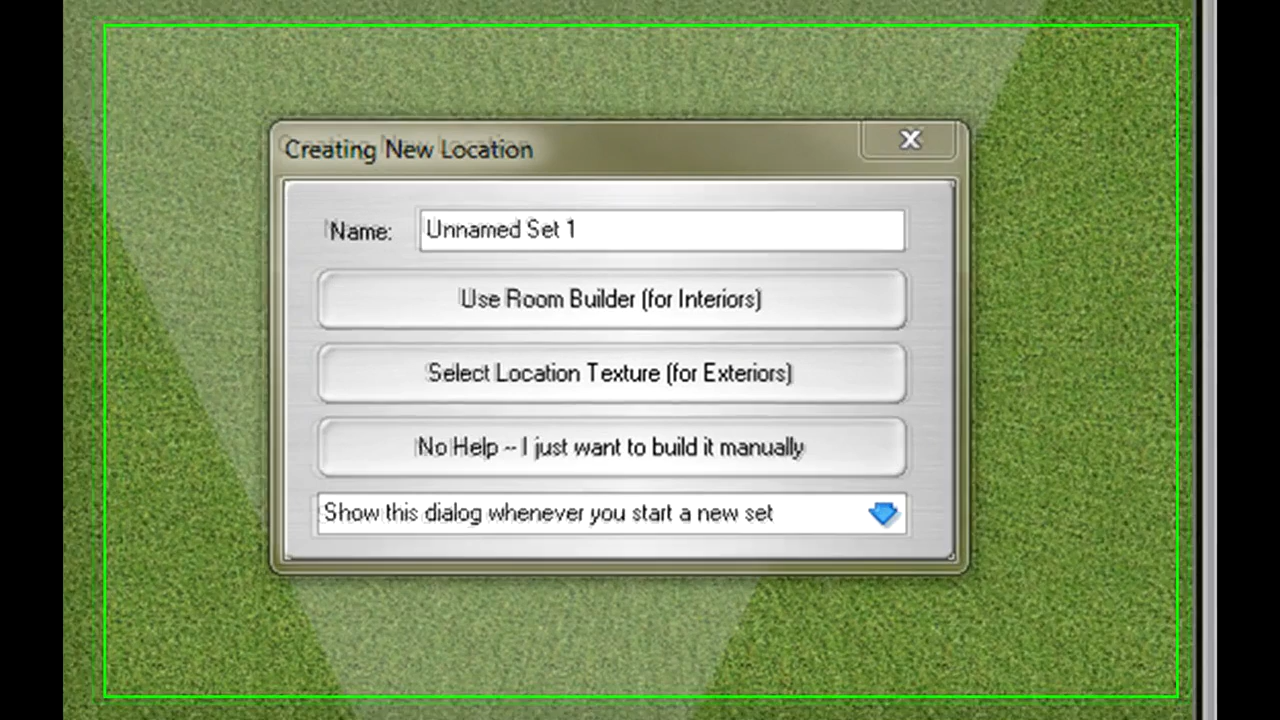 Creating New Location
Name: Unnamed Set 1
Use Room Builder (for Interiors)
Select Location Texture (for Exteriors)
No Help -- I just want to build it manually
Show this dialog whenever you start a new set